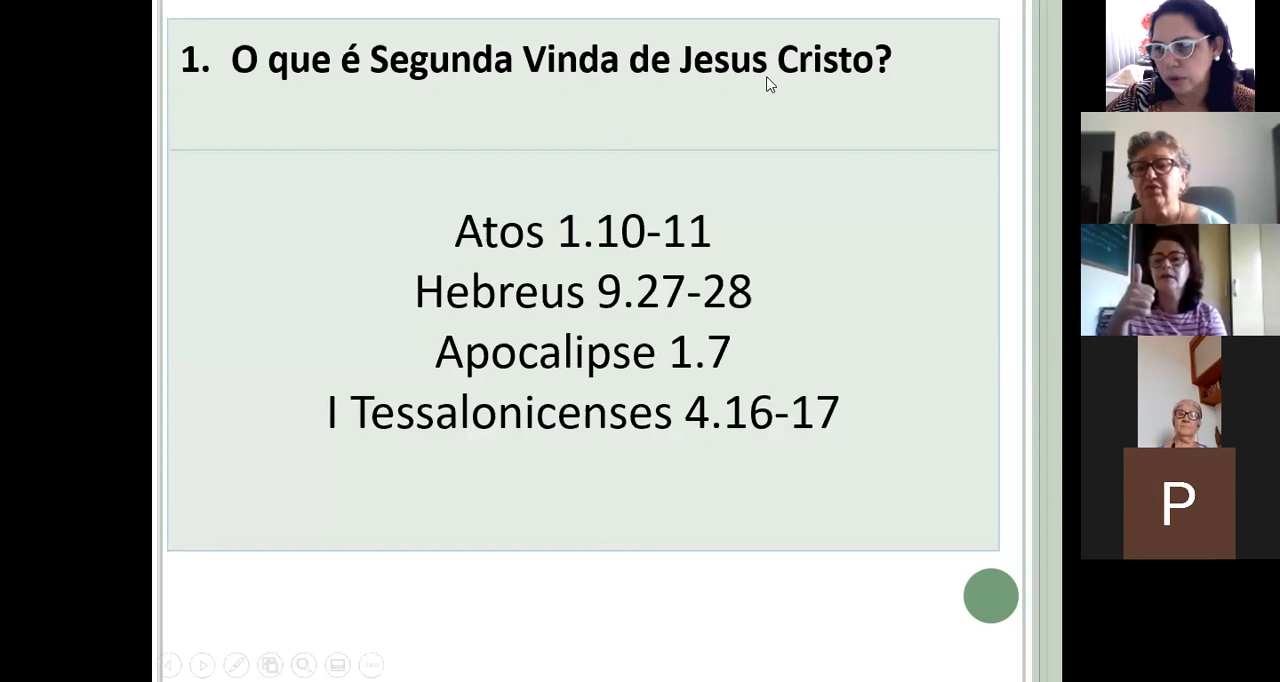 1. O que é Segunda Vinda de Jesus Cristo?
Atos 1.10-11
Hebreus 9.27-28
Apocalipse 1.7
I Tessalonicenses 4.16-17
P